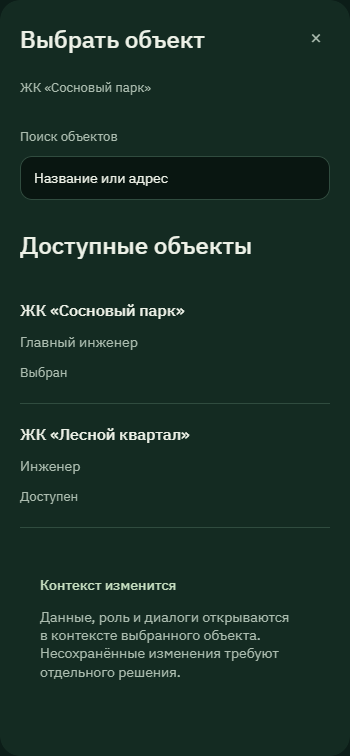 Выбрать объект ×
ЖК «Сосновый парк»
Поиск объектов
Название или адрес
Доступные объекты
ЖК «Сосновый парк»
Главный инженер
Выбран
ЖК «Лесной квартал»
Инженер
Доступен
Контекст изменится
Данные, роль и диалоги открываются
в контексте выбранного объекта.
Несохранённые изменения требуют
отдельного решения.